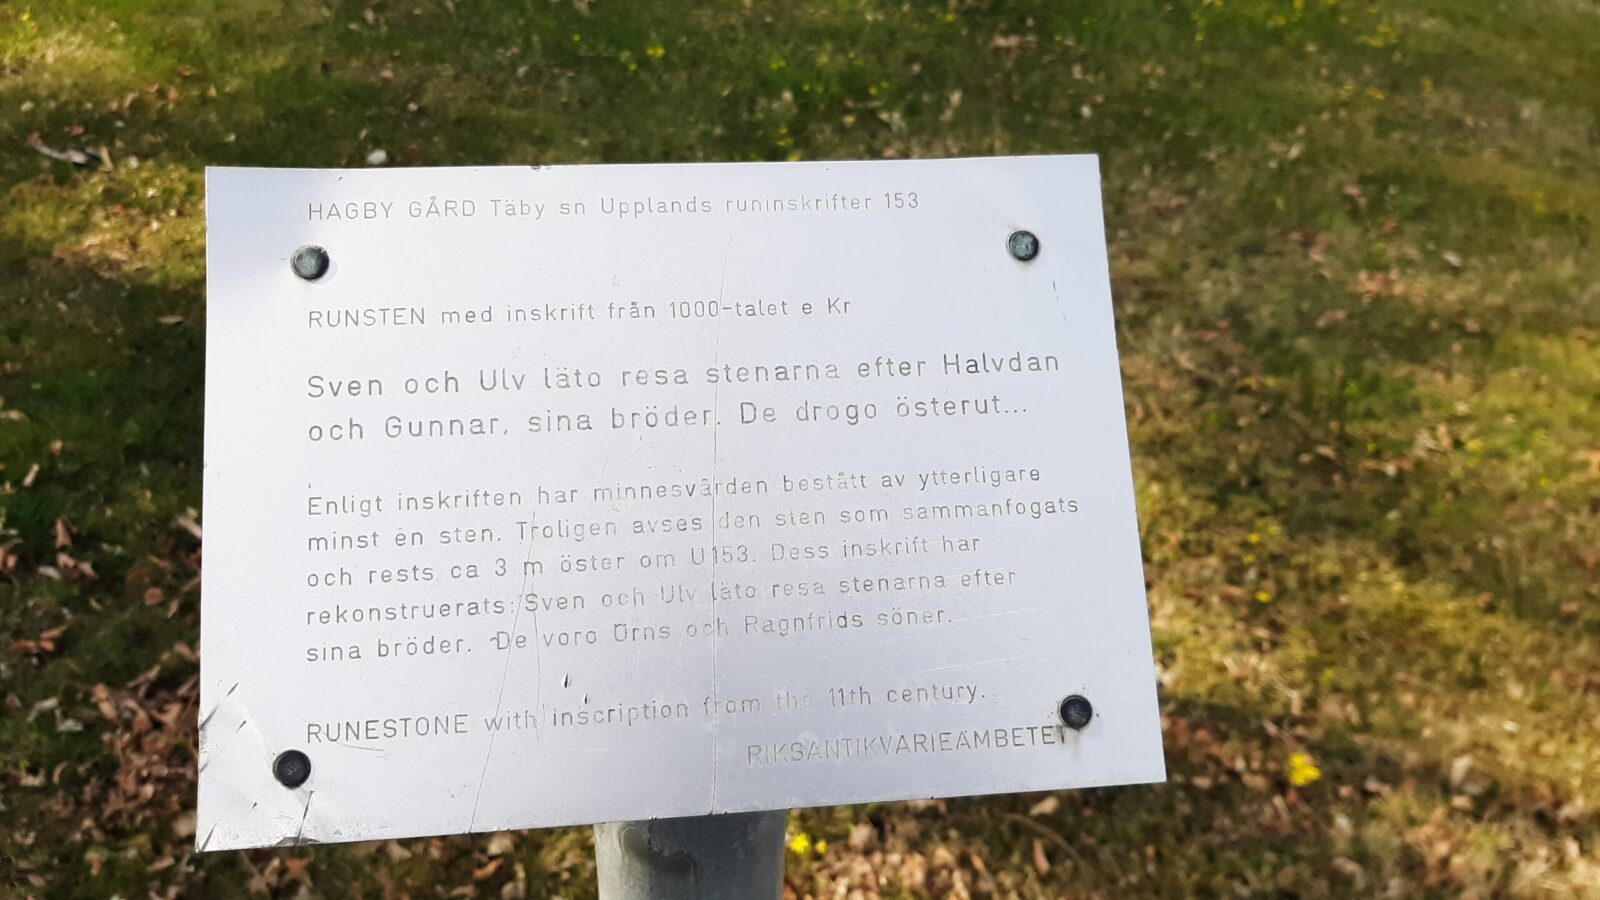 HAGBY GÅRD Täby sn Upplands runinskrifter 153
RUNSTEN med inskrift från 1000-talet e Kr
Sven och Ulv läto resa stenarna efter Halvdan
och Gunnar, sina bröder. De drogo österut...
Enligt inskriften har minnesvården bestått av ytterligare
minst en sten. Troligen avses den sten som sammanfogats
och rests ca 3 m öster om U 153. Dess inskrift har
rekonstruerats: Sven och Ulv läto resa stenarna efter
sina bröder. De voro Örns och Ragnfrids söner.
RUNESTONE with inscription from the 11th century.
RIKSANTIKVARIEÄMBETET